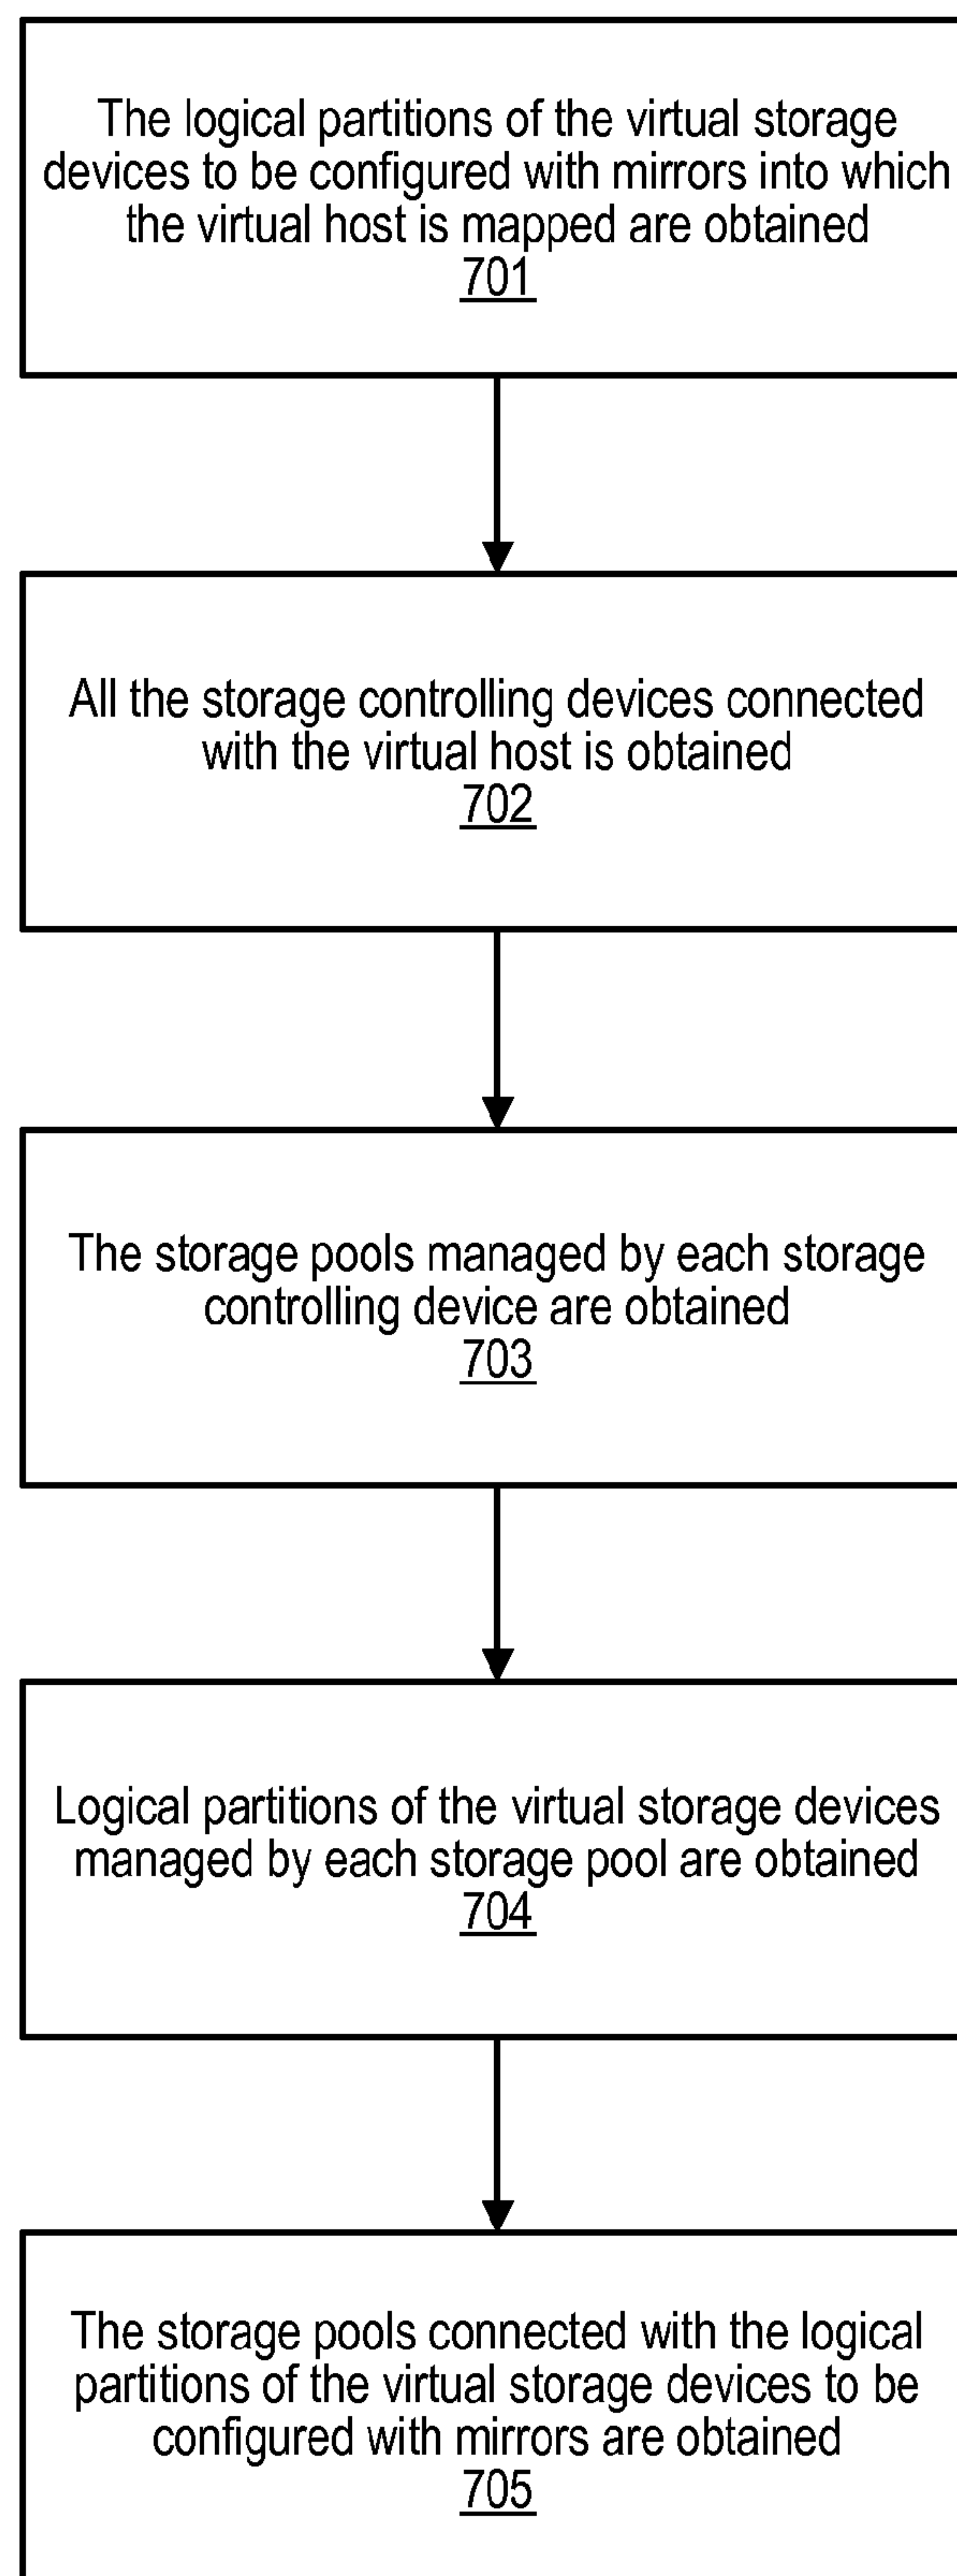 The logical partitions of the virtual storage
devices to be configured with mirrors into which
the virtual host is mapped are obtained
701
All the storage controlling devices connected
with the virtual host is obtained
702
The storage pools managed by each storage
controlling device are obtained
703
Logical partitions of the virtual storage devices
managed by each storage pool are obtained
704
The storage pools connected with the logical
partitions of the virtual storage devices to be
configured with mirrors are obtained
705